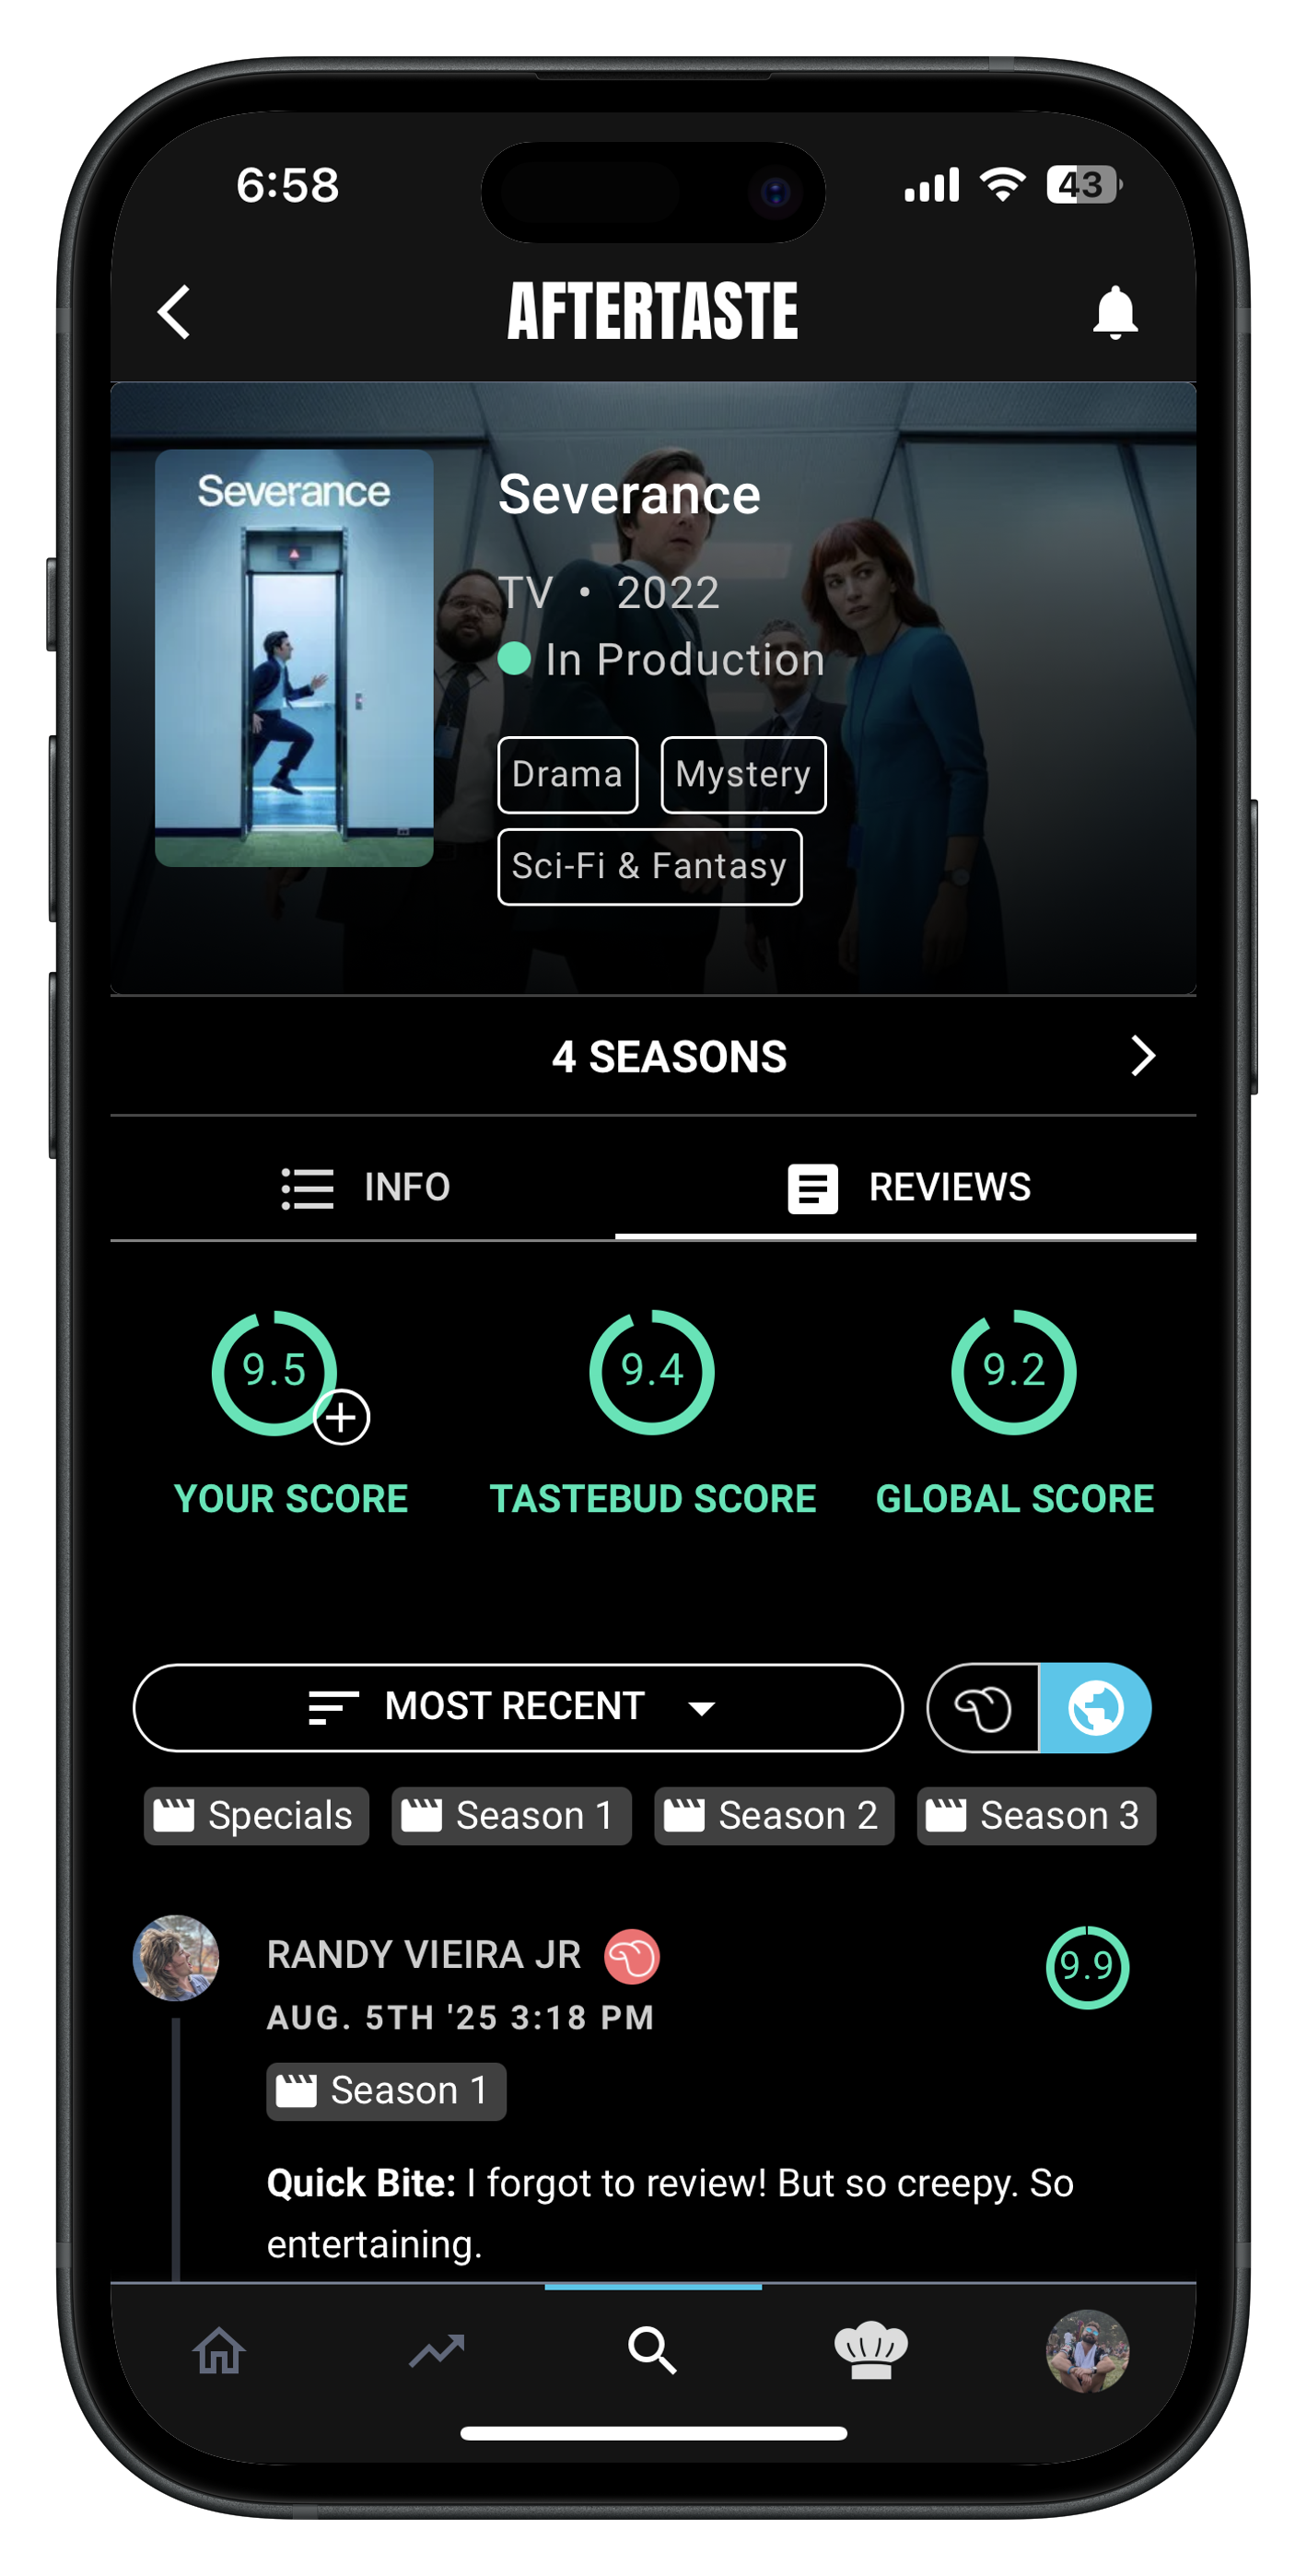 6:58
43
AFTERTASTE
Severance
Severance
TV • 2022
In Production
Drama Mystery
Sci-Fi & Fantasy
4 SEASONS
INFO REVIEWS
9.5 9.4 9.2
YOUR SCORE TASTEBUD SCORE GLOBAL SCORE
MOST RECENT
Specials Season 1 Season 2 Season 3
RANDY VIEIRA JR
9.9
AUG. 5TH '25 3:18 PM
Season 1
Quick Bite: I forgot to review! But so creepy. So
entertaining.